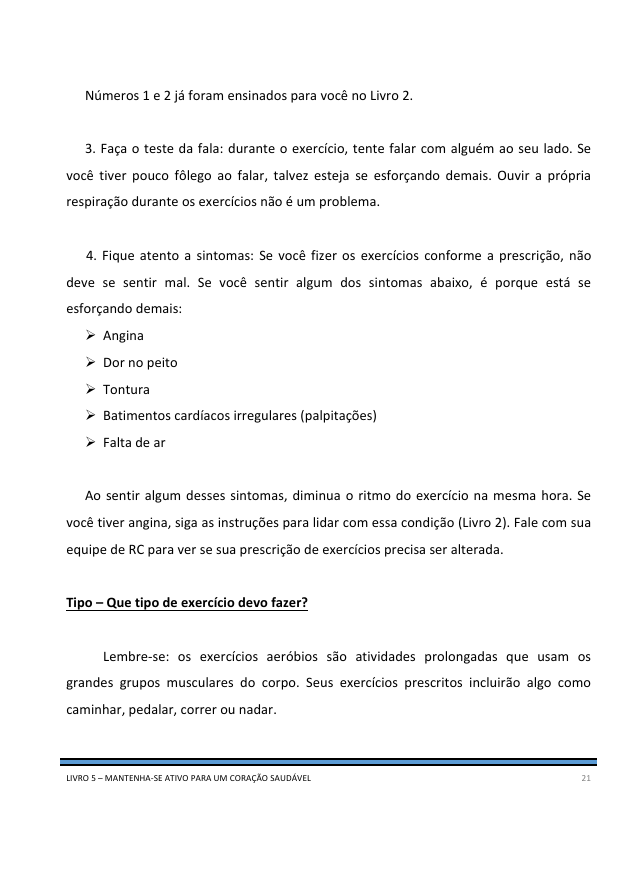 Números 1 e 2 já foram ensinados para você no Livro 2.
3. Faça o teste da fala: durante o exercício, tente falar com alguém ao seu lado. Se
você tiver pouco fôlego ao falar, talvez esteja se esforçando demais. Ouvir a própria
respiração durante os exercícios não é um problema.
4. Fique atento a sintomas: Se você fizer os exercícios conforme a prescrição, não
deve se sentir mal. Se você sentir algum dos sintomas abaixo, é porque está se
esforçando demais:
➢ Angina
➢ Dor no peito
➢ Tontura
➢ Batimentos cardíacos irregulares (palpitações)
➢ Falta de ar
Ao sentir algum desses sintomas, diminua o ritmo do exercício na mesma hora. Se
você tiver angina, siga as instruções para lidar com essa condição (Livro 2). Fale com sua
equipe de RC para ver se sua prescrição de exercícios precisa ser alterada.
Tipo – Que tipo de exercício devo fazer?
Lembre-se: os exercícios aeróbios são atividades prolongadas que usam os
grandes grupos musculares do corpo. Seus exercícios prescritos incluirão algo como
caminhar, pedalar, correr ou nadar.
LIVRO 5 – MANTENHA-SE ATIVO PARA UM CORAÇÃO SAUDÁVEL 21